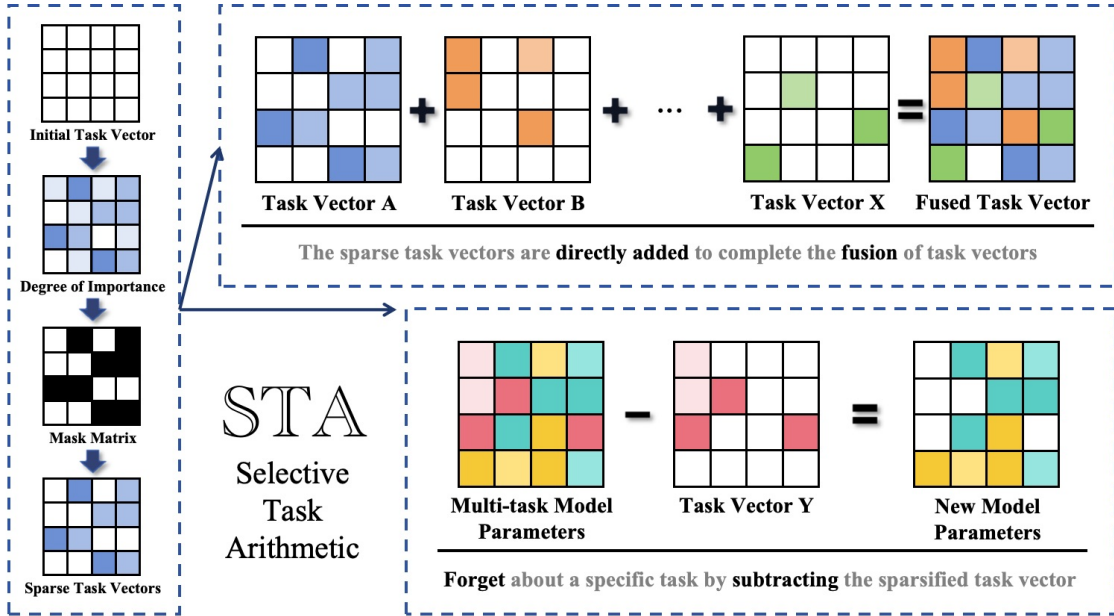 Initial Task Vector
Degree of Importance
Mask Matrix
Sparse Task Vectors
+
+
...
+
=
Task Vector A
Task Vector B
Task Vector X
Fused Task Vector
The sparse task vectors are directly added to complete the fusion of task vectors
STA
Selective
Task
Arithmetic
-
=
Multi-task Model
Parameters
Task Vector Y
New Model
Parameters
Forget about a specific task by subtracting the sparsified task vector